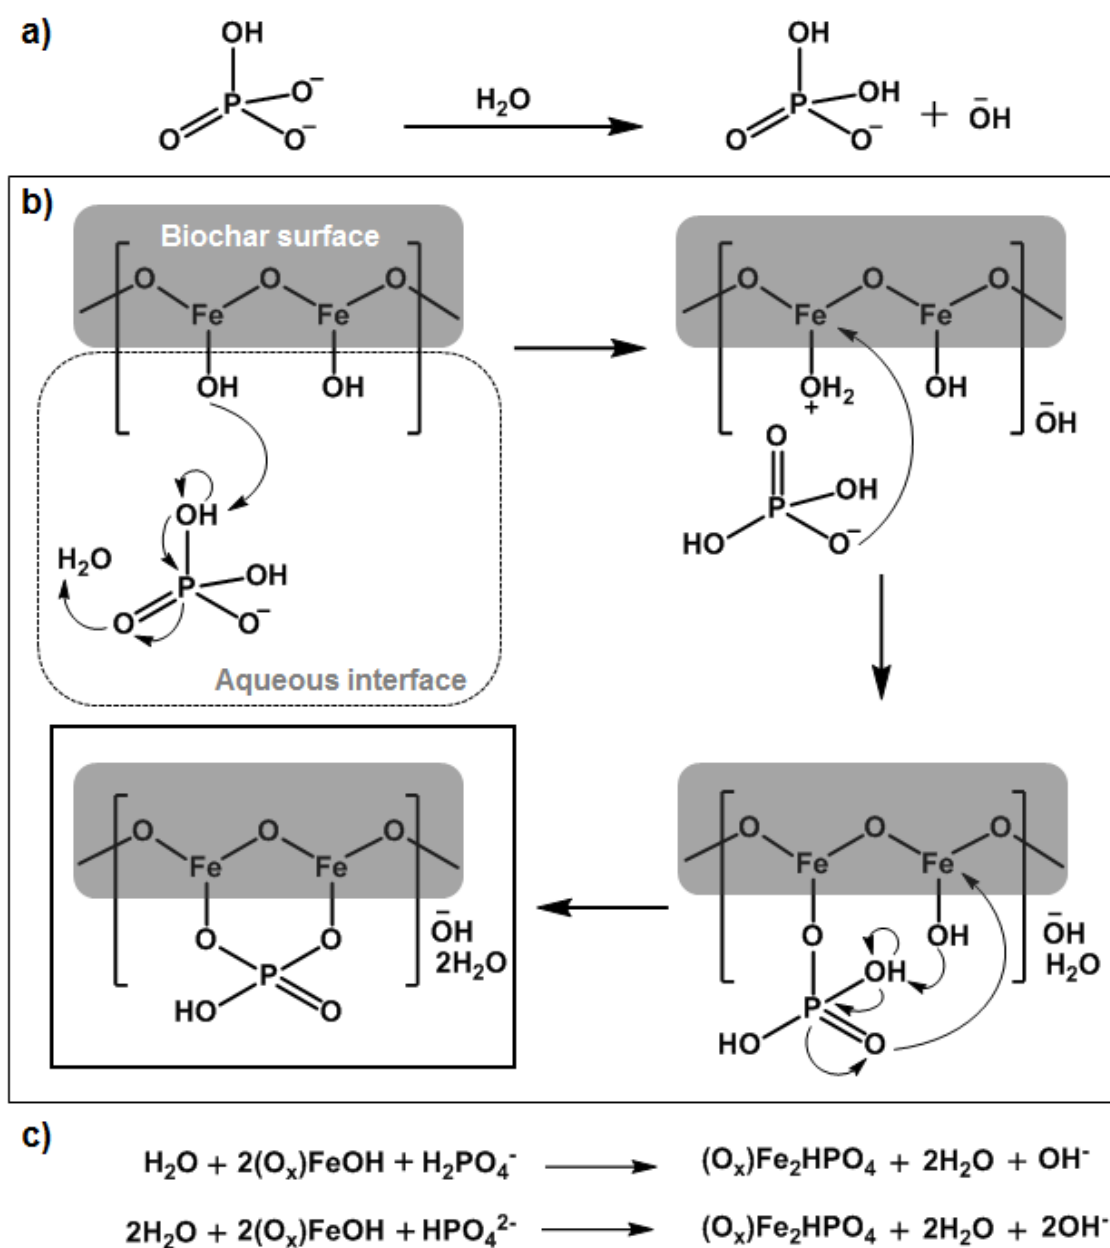 a)
OH
P
O⁻
O
O⁻
H₂O
OH
P
OH
O
O⁻
+ ŌH
b)
Biochar surface
O O O
Fe Fe
OH OH
OH
H₂O
P
OH
O
O⁻
Aqueous interface
O O O
Fe Fe
OH₂ OH
+
ŌH
O
OH
P
HO
O⁻
O O O
Fe Fe
O O
P
HO
O
ŌH
2H₂O
O O O
Fe Fe
O OH
OH
P
HO
O
ŌH
H₂O
c)
H₂O + 2(Oₓ)FeOH + H₂PO₄⁻ → (Oₓ)Fe₂HPO₄ + 2H₂O + OH⁻
2H₂O + 2(Oₓ)FeOH + HPO₄²⁻ → (Oₓ)Fe₂HPO₄ + 2H₂O + 2OH⁻